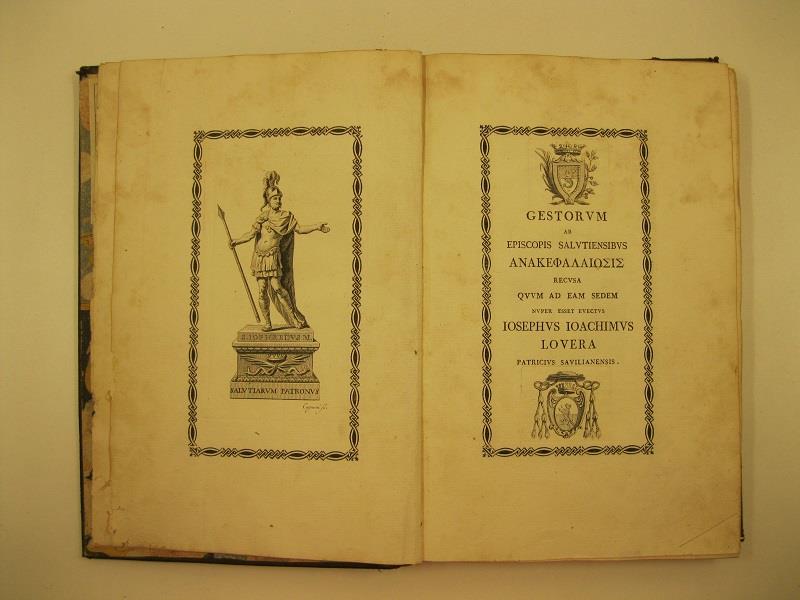 SALVTIARVM PATRONVS
GESTORVM
AB
EPISCOPIS SALVTIENSIBVS
ΑΝΑΚΕΦΑΛΑΙΩΣΙΣ
RECVSA
QVVM AD EAM SEDEM
NVPER ESSET EVECTVS
IOSEPHVS IOACHIMVS
LOVERA
PATRICIVS SAVILIANENSIS.